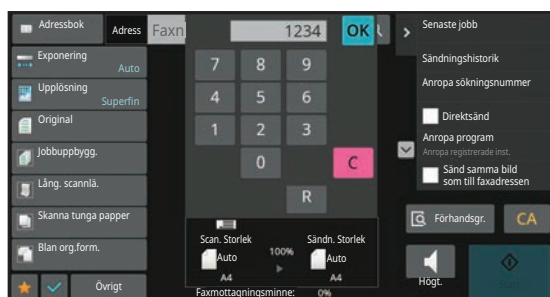 Adressbok
Adress
Faxn
1234
OK
Senaste jobb
Exponering
Auto
Upplösning
Superfin
Original
Jobbuppbygg.
Lång. scannlä.
Skanna tunga papper
Blan org.form.
Övrigt
7 8 9
4 5 6
1 2 3
0 C
R
Scan. Storlek
Auto
A4
100%
Sändn. Storlek
Auto
A4
Faxmottagningsminne: 0%
Sändningshistorik
Anropa sökningsnummer
Direktsänd
Anropa program
Anropa registrerade inst.
Sänd samma bild
som till faxadressen
Förhandsgr.
CA
Högt.
Start